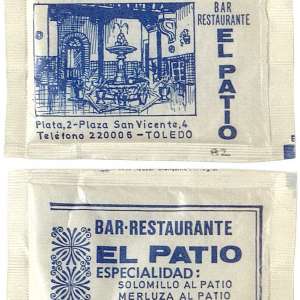 BAR
RESTAURANTE
EL PATIO
Plata,2-Plaza San Vicente,4
Teléfono 220006-TOLEDO
BAR-RESTAURANTE
EL PATIO
ESPECIALIDAD:
SOLOMILLO AL PATIO
MERLUZA AL PATIO